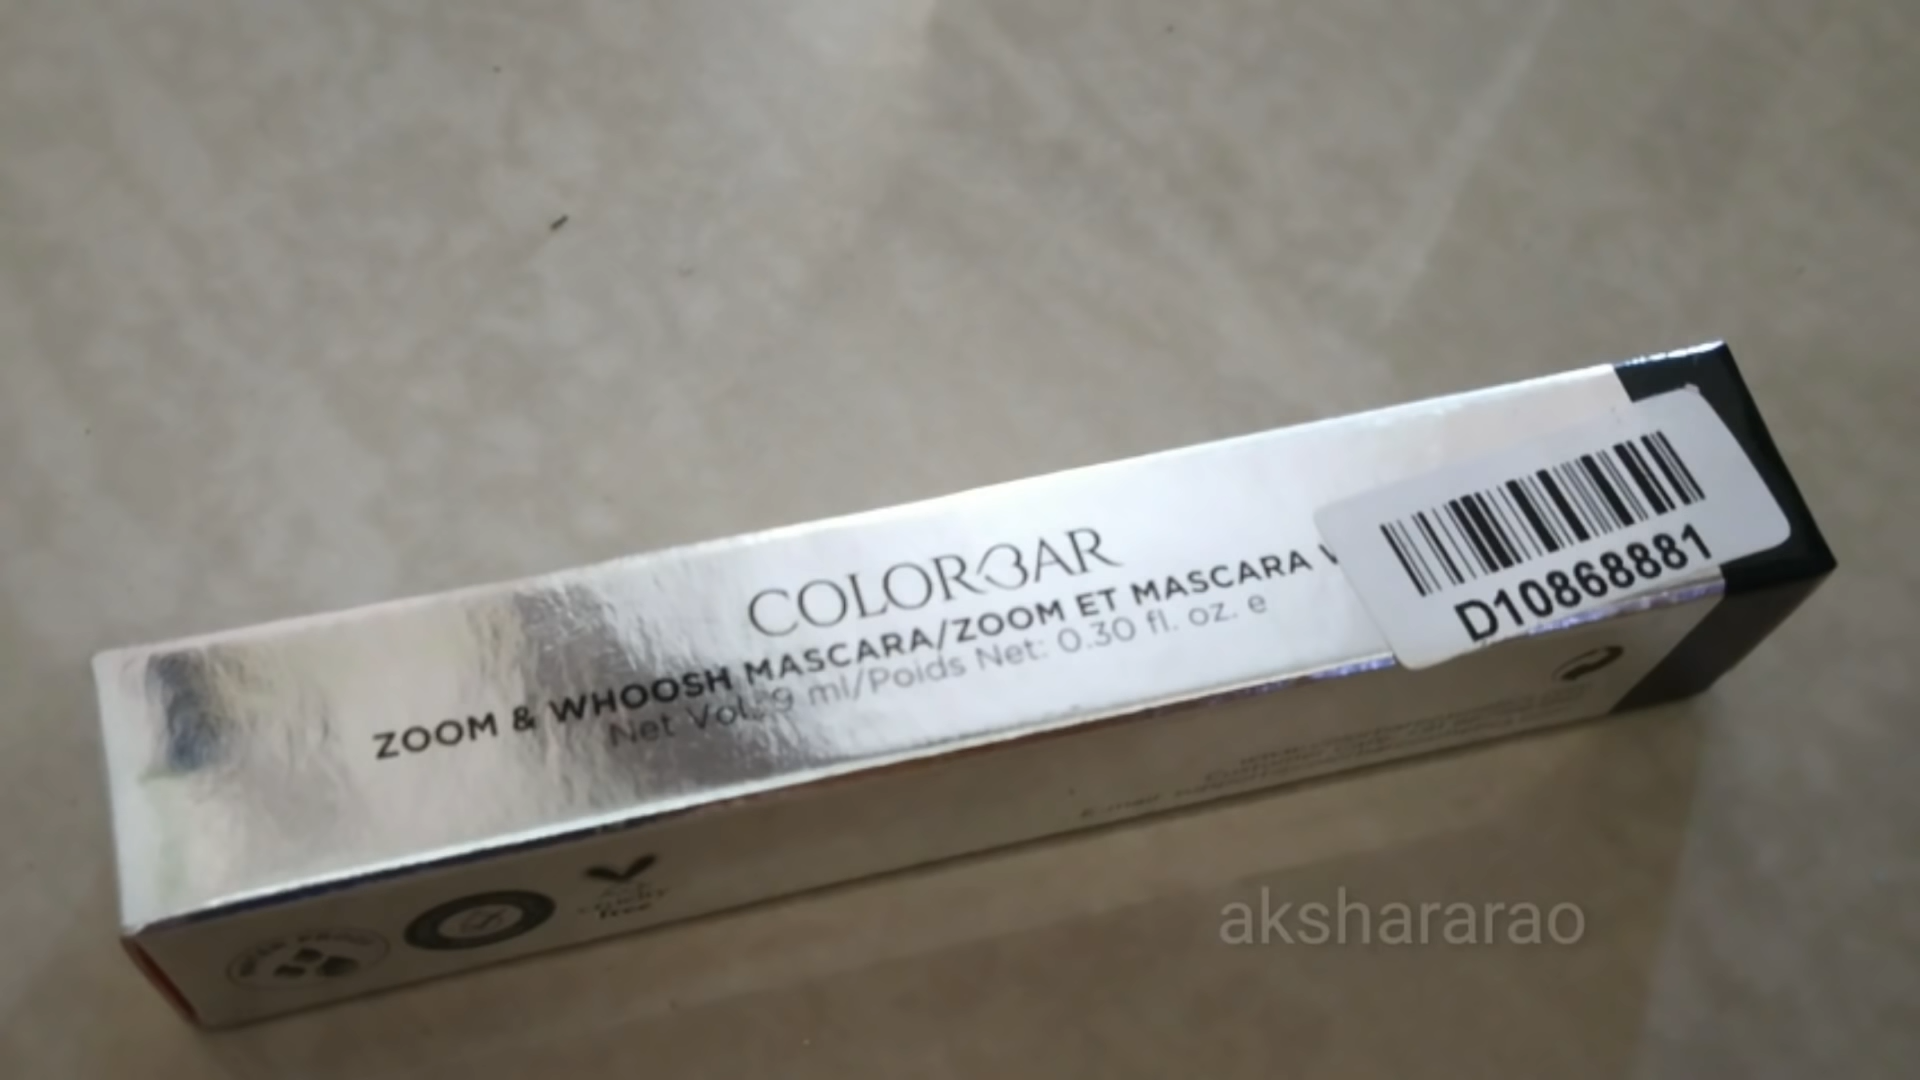 COLORBAR
ZOOM & WHOOSH MASCARA/ZOOM ET MASCARA
Net Vol.: 9 ml/Poids Net: 0.30 fl. oz. e
D10868881
free
akshararao